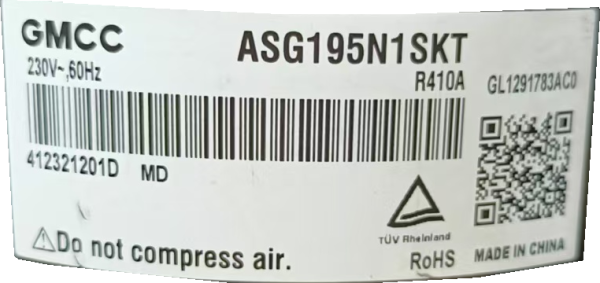 GMCC
ASG195N1SKT
230V~,60Hz
R410A
GL1291783AC0
412321201D MD
TÜV Rheinland
⚠Do not compress air.
RoHS
MADE IN CHINA